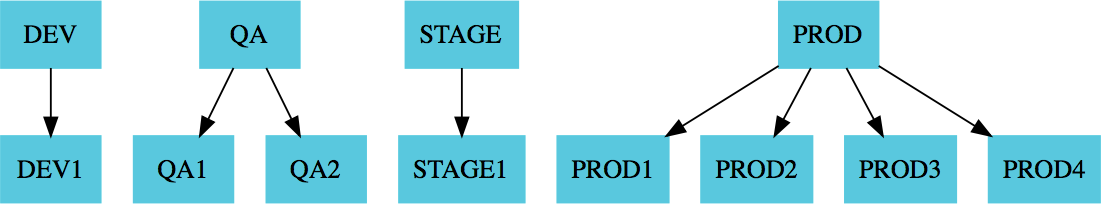 DEV
QA
STAGE
PROD
DEV1
QA1
QA2
STAGE1
PROD1
PROD2
PROD3
PROD4